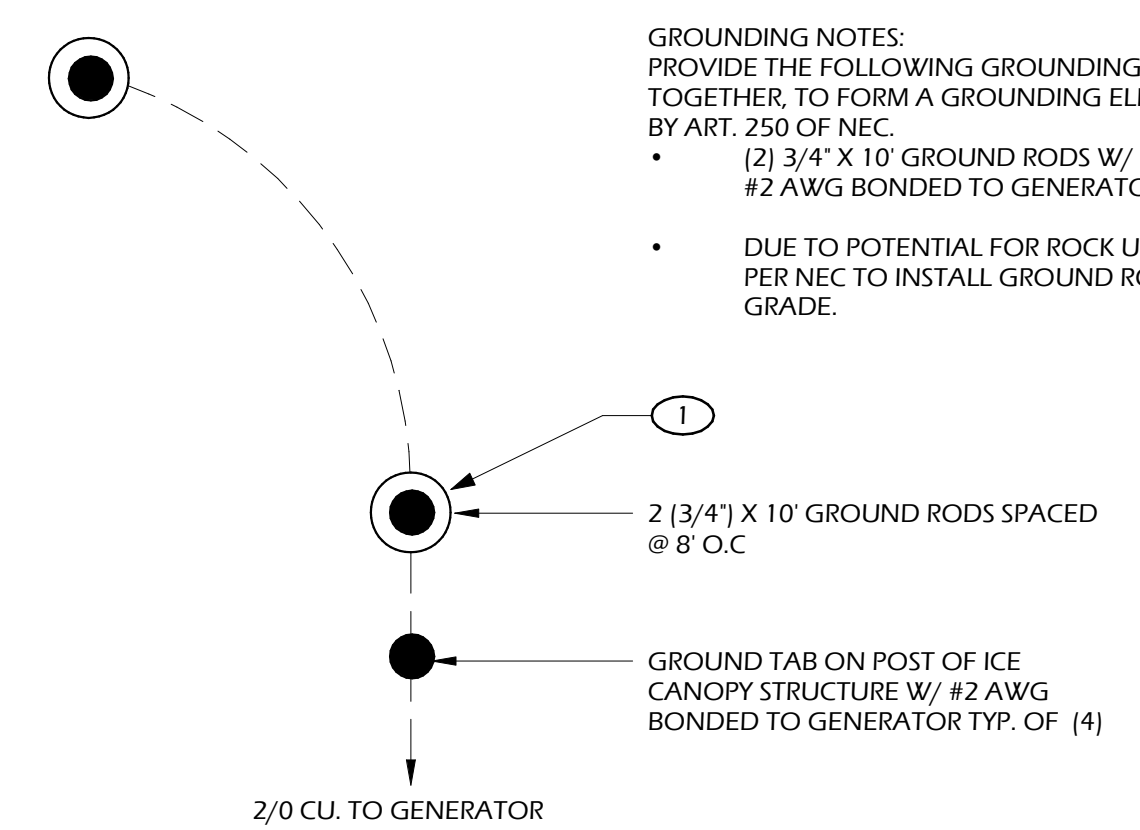 GROUNDING NOTES:
PROVIDE THE FOLLOWING GROUNDING
TOGETHER, TO FORM A GROUNDING
BY ART. 250 OF NEC.
• (2) 3/4" X 10' GROUND RODS W/
#2 AWG BONDED TO
• DUE TO POTENTIAL FOR ROCK
PER NEC TO INSTALL GROUND
GRADE.
1
2 (3/4") X 10' GROUND RODS SPACED
@ 8' O.C
GROUND TAB ON POST OF ICE
CANOPY STRUCTURE W/ #2 AWG
BONDED TO GENERATOR TYP. OF (4)
2/0 CU. TO GENERATOR